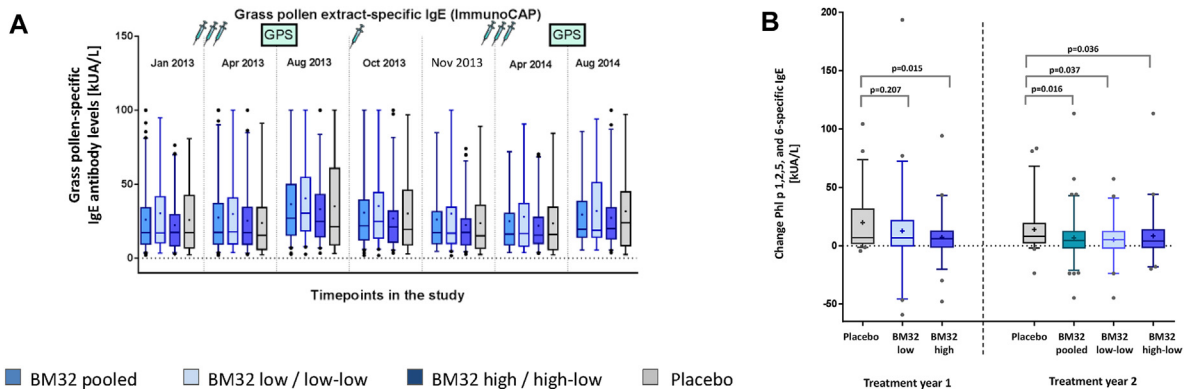 A
Grass pollen extract-specific IgE (ImmunoCAP)
GPS
GPS
Jan 2013
Apr 2013
Aug 2013
Oct 2013
Nov 2013
Apr 2014
Aug 2014
Grass pollen-specific
IgE antibody levels [kUA/L]
150
100
50
0
Timepoints in the study
B
Change Phl p 1,2,5, and 6-specific IgE
[kUA/L]
200
150
100
50
0
-50
p=0.015
p=0.207
p=0.036
p=0.037
p=0.016
Placebo
BM32
low
BM32
high
Placebo
BM32
pooled
BM32
low-low
BM32
high-low
Treatment year 1
Treatment year 2
BM32 pooled
BM32 low / low-low
BM32 high / high-low
Placebo